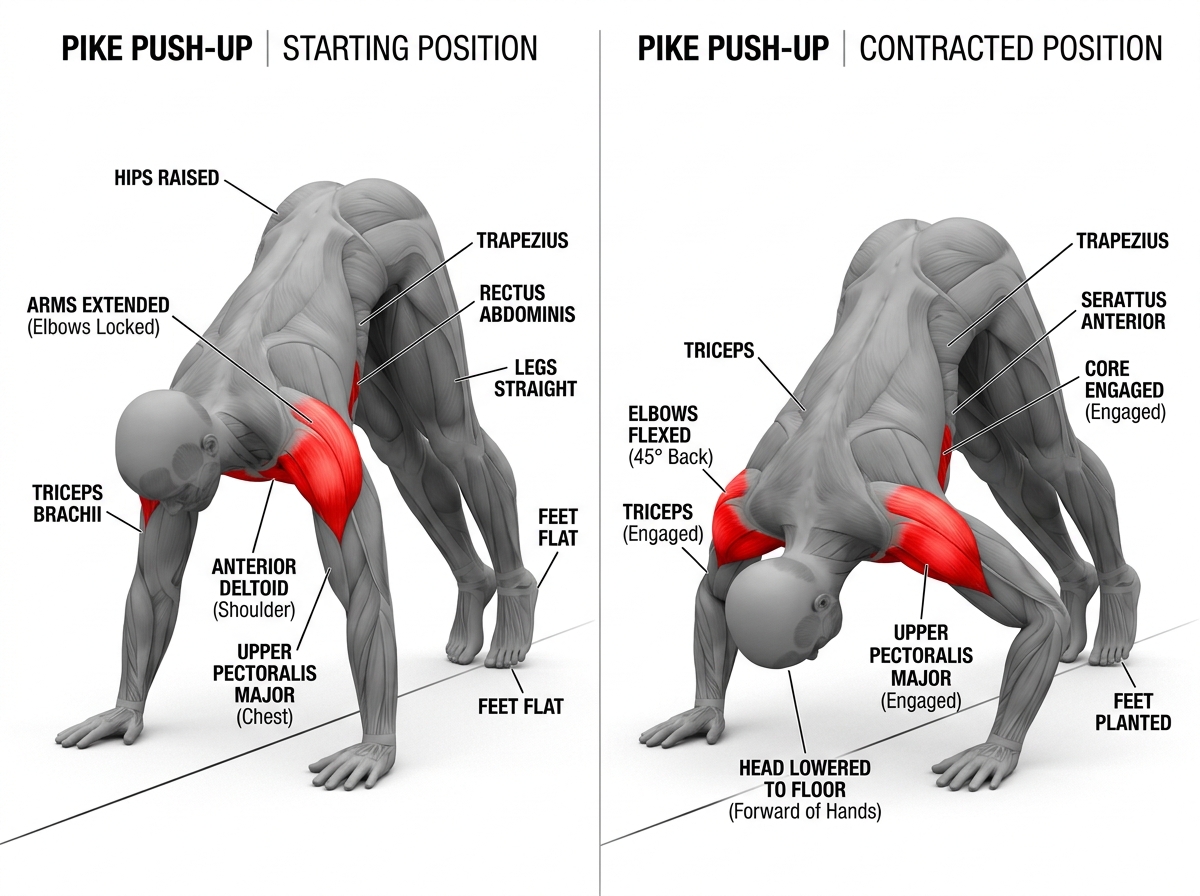 PIKE PUSH-UP | STARTING POSITION
HIPS RAISED
TRAPEZIUS
ARMS EXTENDED
(Elbows Locked)
RECTUS
ABDOMINIS
LEGS
STRAIGHT
TRICEPS
BRACHII
FEET
FLAT
ANTERIOR
DELTOID
(Shoulder)
UPPER
PECTORALIS
MAJOR
(Chest)
FEET FLAT
PIKE PUSH-UP | CONTRACTED POSITION
TRAPEZIUS
SERATTUS
ANTERIOR
TRICEPS
CORE
ENGAGED
(Engaged)
ELBOWS
FLEXED
(45° Back)
TRICEPS
(Engaged)
UPPER
PECTORALIS
MAJOR
(Engaged)
FEET
PLANTED
HEAD LOWERED
TO FLOOR
(Forward of Hands)